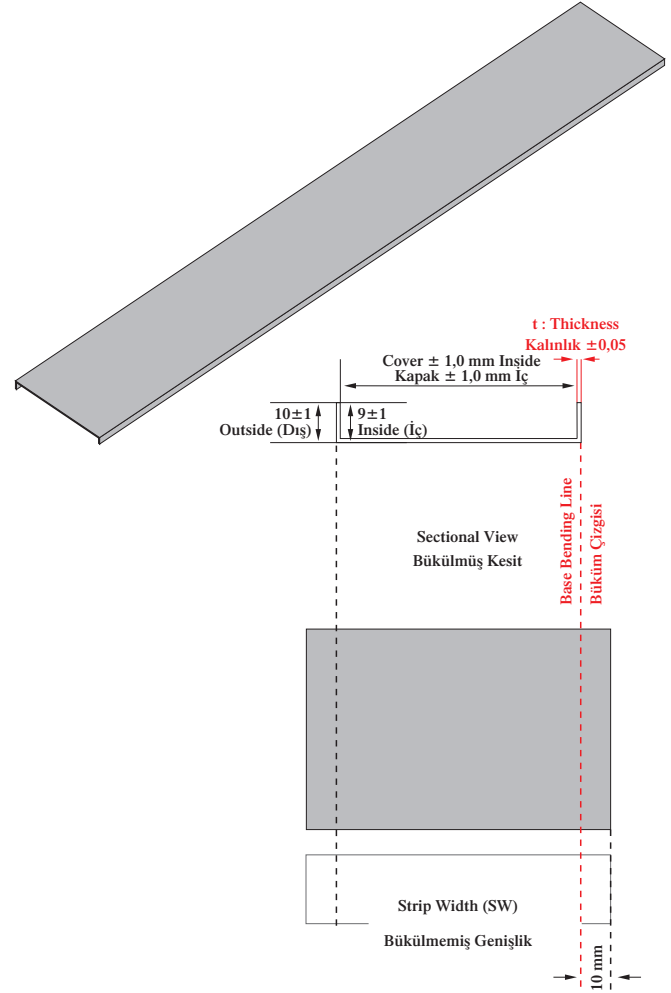 t : Thickness
Kalınlık ±0,05
Cover ± 1,0 mm Inside
Kapak ± 1,0 mm İç
10±1
Outside (Dış)
9±1
Inside (İç)
Base Bending Line
Büküm Çizgisi
Sectional View
Bükülmüş Kesit
Strip Width (SW)
Bükülmemiş Genişlik
10 mm